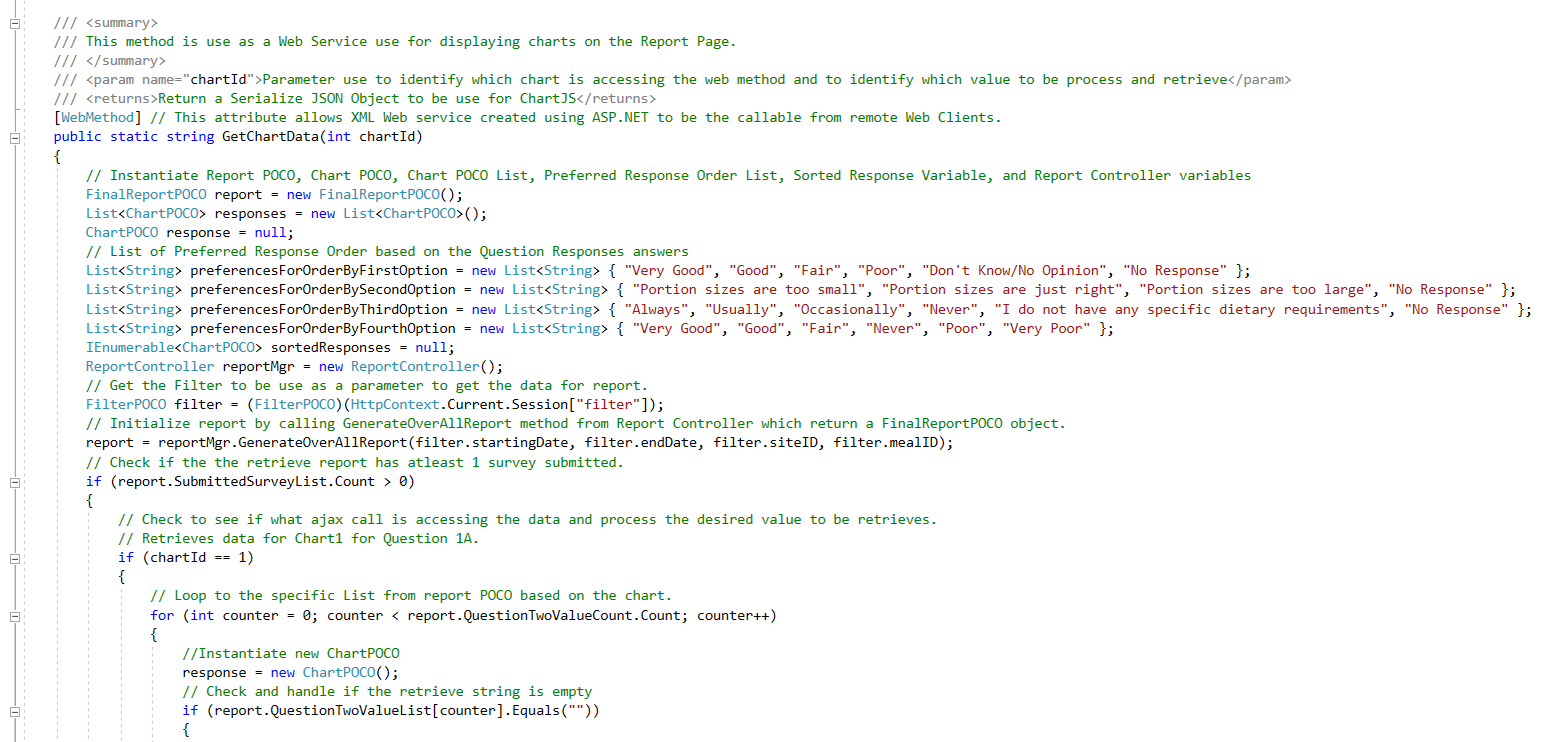 /// <summary>
/// This method is use as a Web Service use for displaying charts on the Report Page.
/// </summary>
/// <param name="chartId">Parameter use to identify which chart is accessing the web method and to identify which value to be process and retrieve</param>
/// <returns>Return a Serialize JSON Object to be use for ChartJS</returns>
[WebMethod] // This attribute allows XML Web service created using ASP.NET to be the callable from remote Web Clients.
public static string GetChartData(int chartId)
{
// Instantiate Report POCO, Chart POCO, Chart POCO List, Preferred Response Order List, Sorted Response Variable, and Report Controller variables
FinalReportPOCO report = new FinalReportPOCO();
List<ChartPOCO> responses = new List<ChartPOCO>();
ChartPOCO response = null;
// List of Preferred Response Order based on the Question Responses answers
List<String> preferencesForOrderByFirstOption = new List<String> { "Very Good", "Good", "Fair", "Poor", "Don't Know/No Opinion", "No Response" };
List<String> preferencesForOrderBySecondOption = new List<String> { "Portion sizes are too small", "Portion sizes are just right", "Portion sizes are too large", "No Response" };
List<String> preferencesForOrderByThirdOption = new List<String> { "Always", "Usually", "Occasionally", "Never", "I do not have any specific dietary requirements", "No Response" };
List<String> preferencesForOrderByFourthOption = new List<String> { "Very Good", "Good", "Fair", "Never", "Poor", "Very Poor" };
IEnumerable<ChartPOCO> sortedResponses = null;
ReportController reportMgr = new ReportController();
// Get the Filter to be use as a parameter to get the data for report.
FilterPOCO filter = (FilterPOCO)(HttpContext.Current.Session["filter"]);
// Initialize report by calling GenerateOverAllReport method from Report Controller which return a FinalReportPOCO object.
report = reportMgr.GenerateOverAllReport(filter.startingDate, filter.endDate, filter.siteID, filter.mealID);
// Check if the the retrieve report has atleast 1 survey submitted.
if (report.SubmittedSurveyList.Count > 0)
{
// Check to see if what ajax call is accessing the data and process the desired value to be retrieves.
// Retrieves data for Chart1 for Question 1A.
if (chartId == 1)
{
// Loop to the specific List from report POCO based on the chart.
for (int counter = 0; counter < report.QuestionTwoValueCount.Count; counter++)
{
//Instantiate new ChartPOCO
response = new ChartPOCO();
// Check and handle if the retrieve string is empty
if (report.QuestionTwoValueList[counter].Equals(""))
{